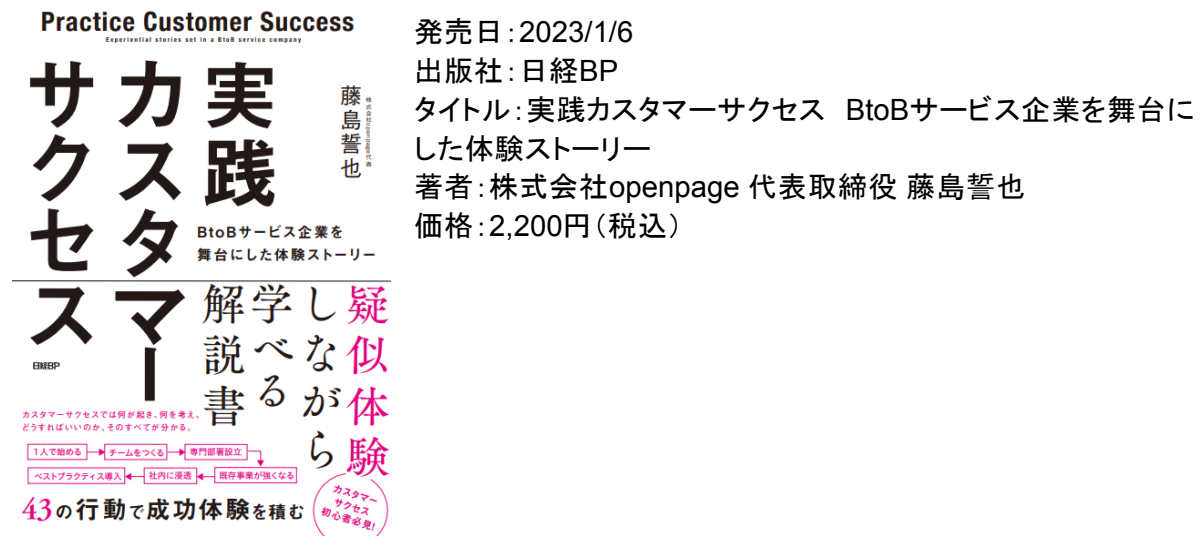 Practice Customer Success
Experiential stories set in a BtoB service company
実践
カスタマー
サクセス
株式会社openpage代表
藤島誓也
BtoBサービス企業を
舞台にした体験ストーリー
疑似体験
しながら
学べる
解説書
日経BP
カスタマーサクセスでは何が起き、何を考え、
どうすればいいのか、そのすべてが分かる。
1人で始める
チームをつくる
専門部署設立
既存事業が強くなる
社内に浸透
ベストプラクティス導入
43の行動で成功体験を積む
カスタマー
サクセス
初心者必見!
発売日：2023/1/6
出版社：日経BP
タイトル：実践カスタマーサクセス　BtoBサービス企業を舞台に
した体験ストーリー
著者：株式会社openpage 代表取締役 藤島誓也
価格：2,200円（税込）